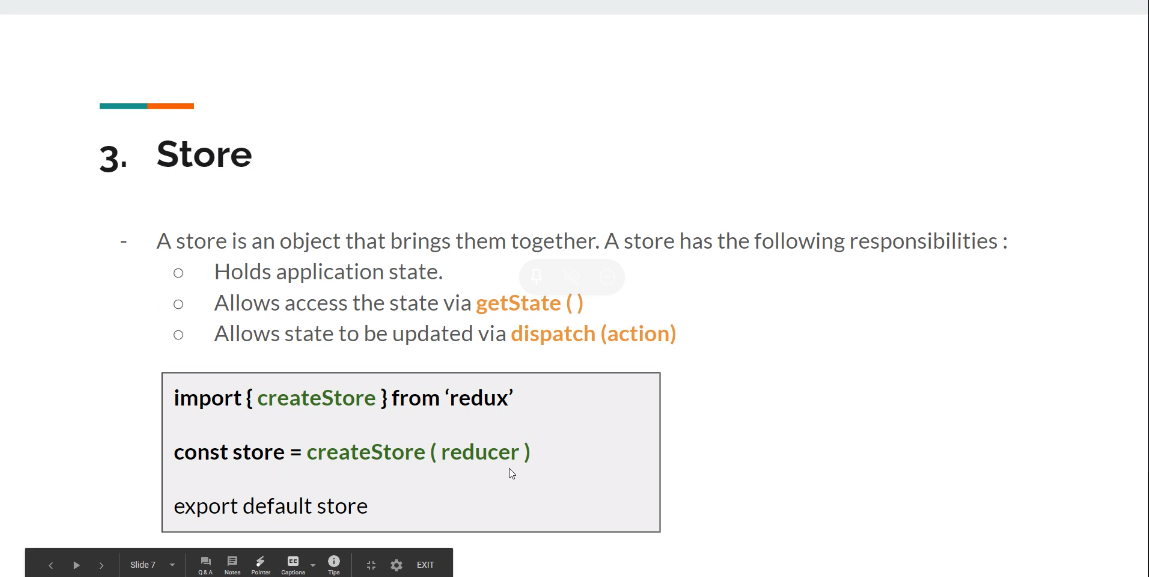 3. Store
- A store is an object that brings them together. A store has the following responsibilities :
○ Holds application state.
○ Allows access the state via getState ( )
○ Allows state to be updated via dispatch (action)
import { createStore } from ‘redux’
const store = createStore ( reducer )
export default store
Slide 7
Q & A Notes Pointer Captions Tips EXIT